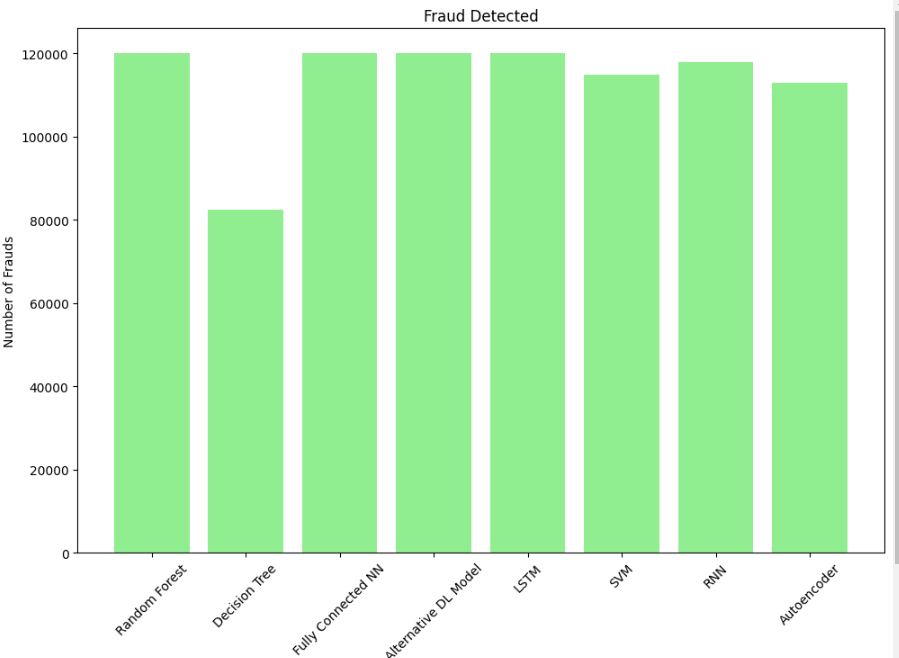 Fraud Detected
Number of Frauds
120000
100000
80000
60000
40000
20000
0
Random Forest
Decision Tree
Fully Connected NN
Alternative DL Model
LSTM
SVM
RNN
Autoencoder